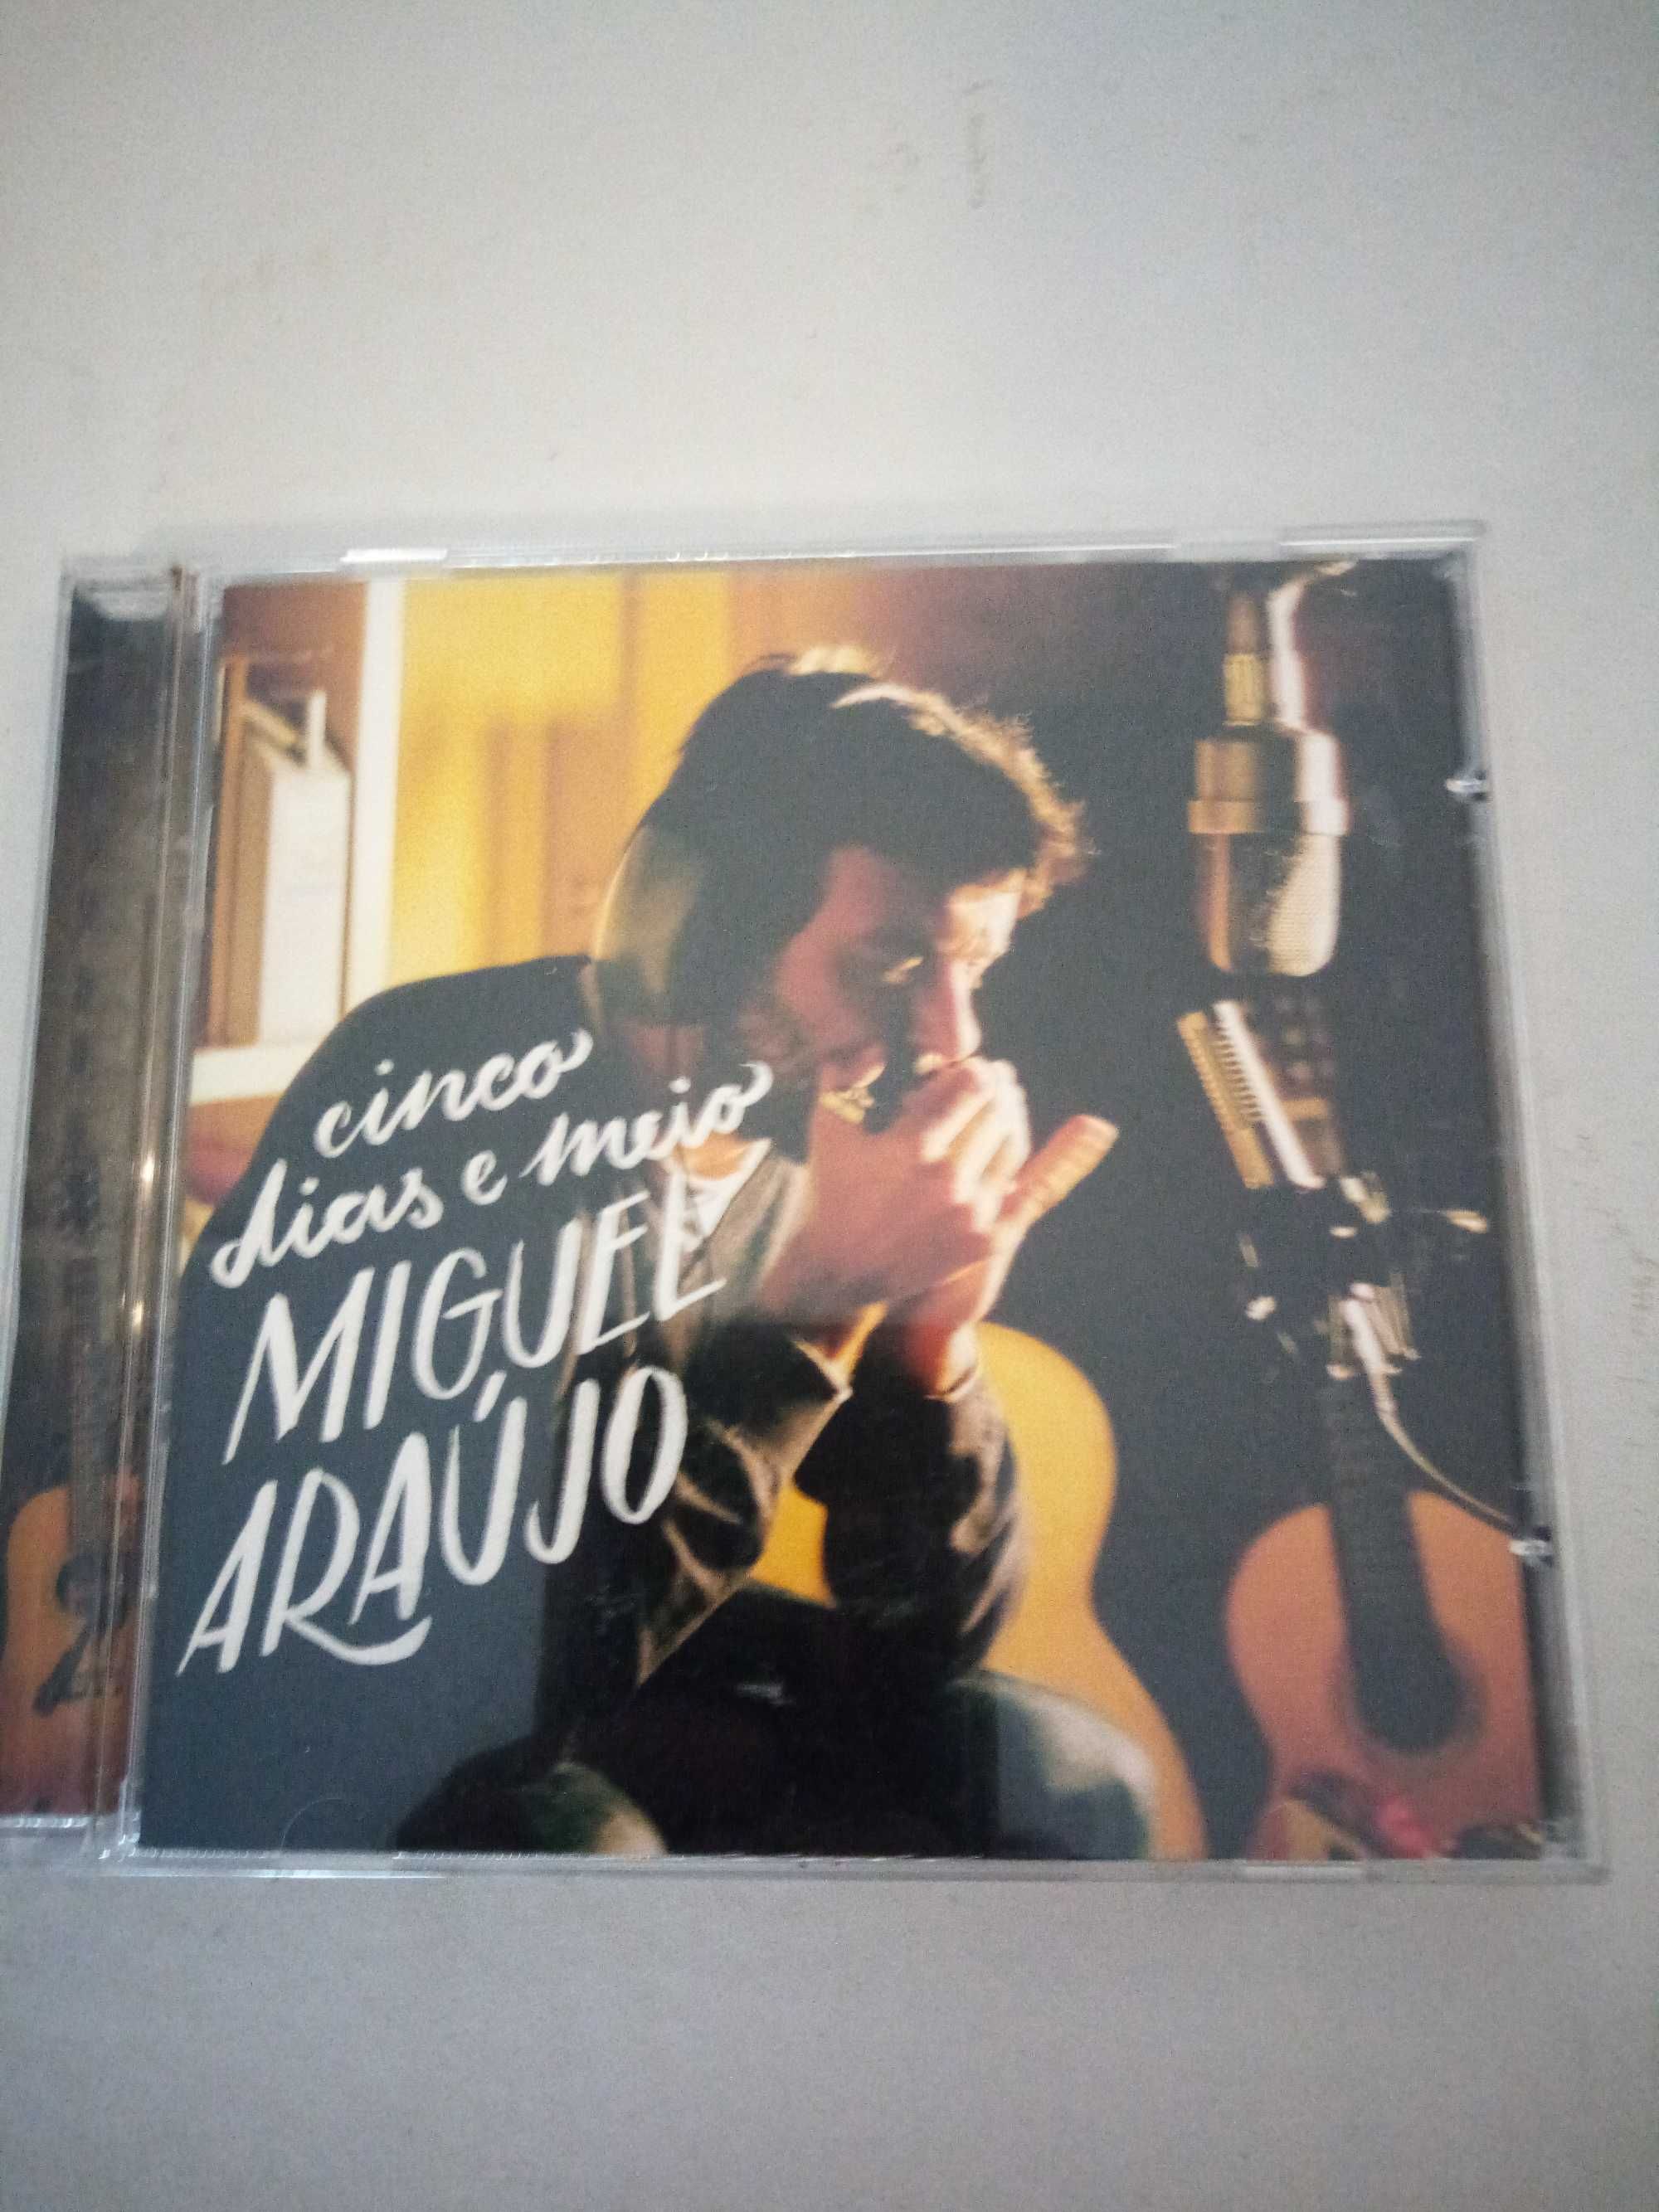 cinco
dias e meio
MIGUEL
ARAÚJO